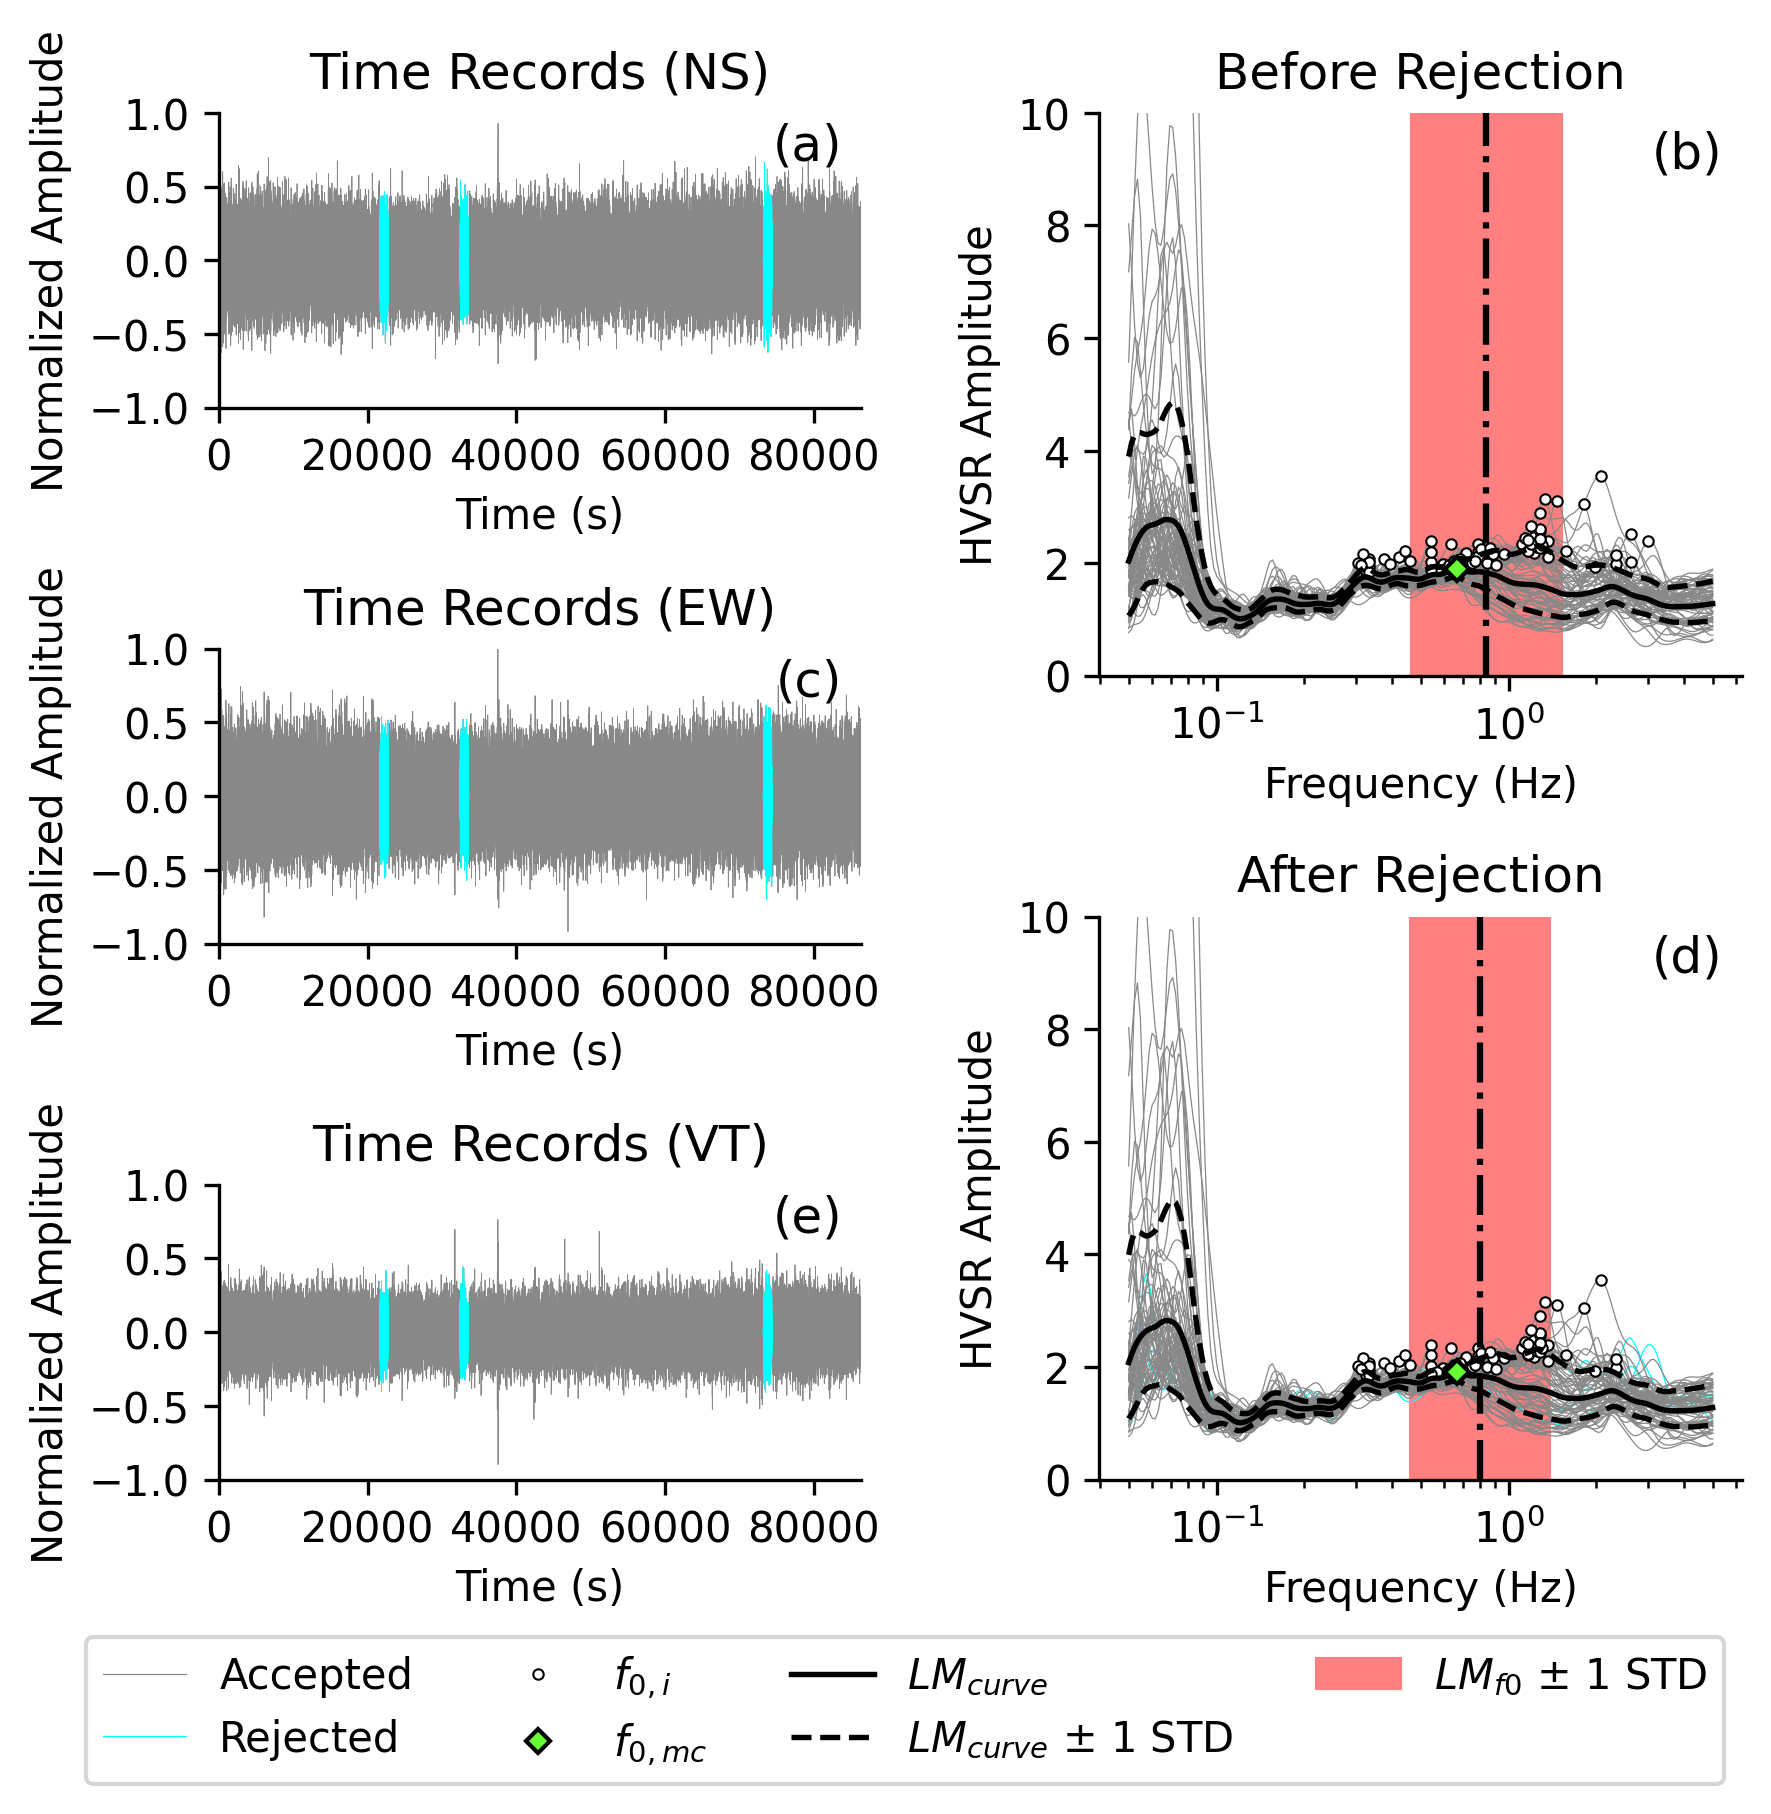 Time Records (NS)
Normalized Amplitude
1.0
0.5
0.0
−0.5
−1.0
(a)
0 20000 40000 60000 80000
Time (s)
Before Rejection
HVSR Amplitude
10
8
6
4
2
0
(b)
10⁻¹ 10⁰
Frequency (Hz)
Time Records (EW)
Normalized Amplitude
1.0
0.5
0.0
−0.5
−1.0
(c)
0 20000 40000 60000 80000
Time (s)
After Rejection
HVSR Amplitude
10
8
6
4
2
0
(d)
10⁻¹ 10⁰
Frequency (Hz)
Time Records (VT)
Normalized Amplitude
1.0
0.5
0.0
−0.5
−1.0
(e)
0 20000 40000 60000 80000
Time (s)
Accepted f0,i LMcurve LMf0 ± 1 STD
Rejected f0,mc LMcurve ± 1 STD